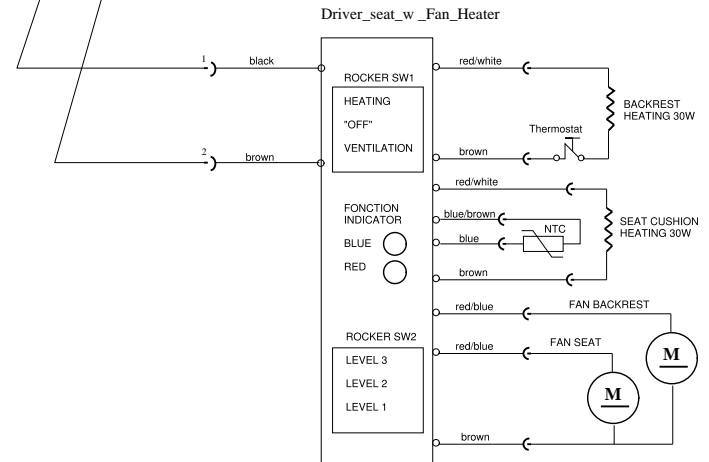 Driver_seat_w _Fan_Heater
1
black
red/white
ROCKER SW1
HEATING
"OFF"
VENTILATION
BACKREST
HEATING 30W
Thermostat
2
brown
brown
red/white
FONCTION
INDICATOR
BLUE
RED
blue/brown
NTC
blue
SEAT CUSHION
HEATING 30W
brown
red/blue
FAN BACKREST
ROCKER SW2
LEVEL 3
LEVEL 2
LEVEL 1
red/blue
FAN SEAT
M
M
brown